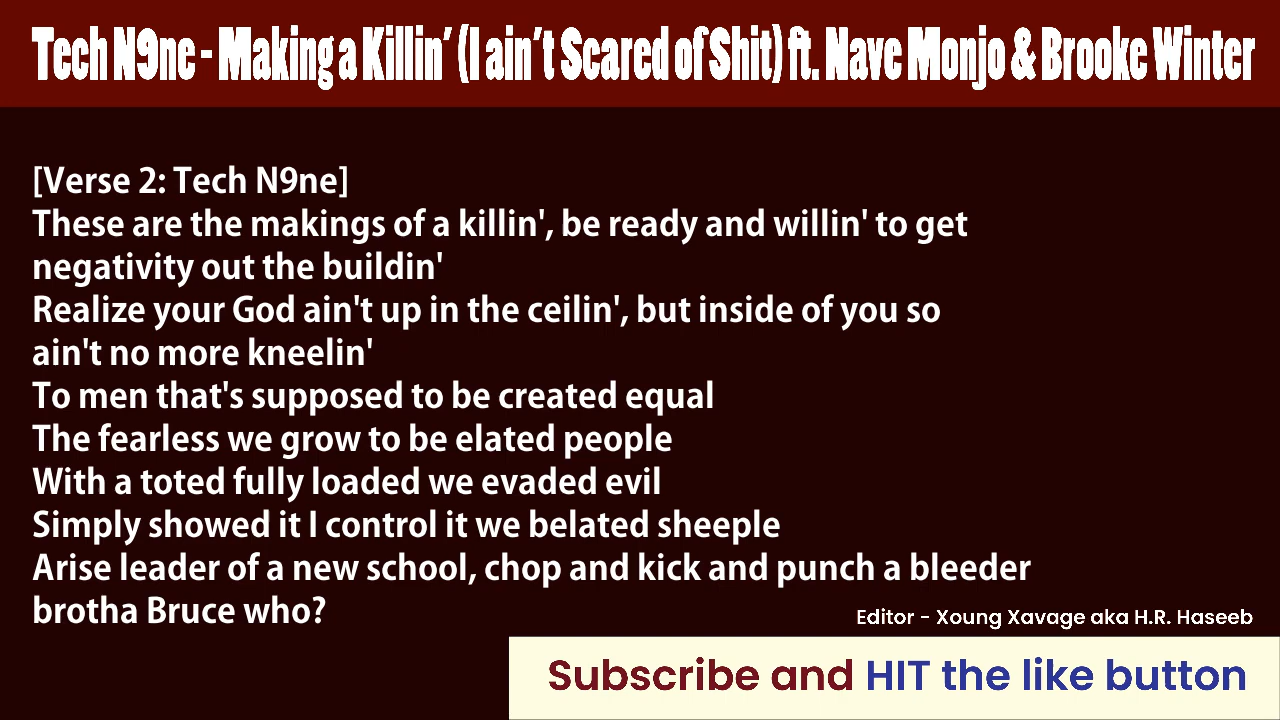 Tech N9ne - Making a Killin' (I ain't Scared of Shit) ft. Nave Monjo & Brooke Winter
[Verse 2: Tech N9ne]
These are the makings of a killin', be ready and willin' to get
negativity out the buildin'
Realize your God ain't up in the ceilin', but inside of you so
ain't no more kneelin'
To men that's supposed to be created equal
The fearless we grow to be elated people
With a toted fully loaded we evaded evil
Simply showed it I control it we belated sheeple
Arise leader of a new school, chop and kick and punch a bleeder
brotha Bruce who?
Editor - Xoung Xavage aka H.R. Haseeb
Subscribe and HIT the like button